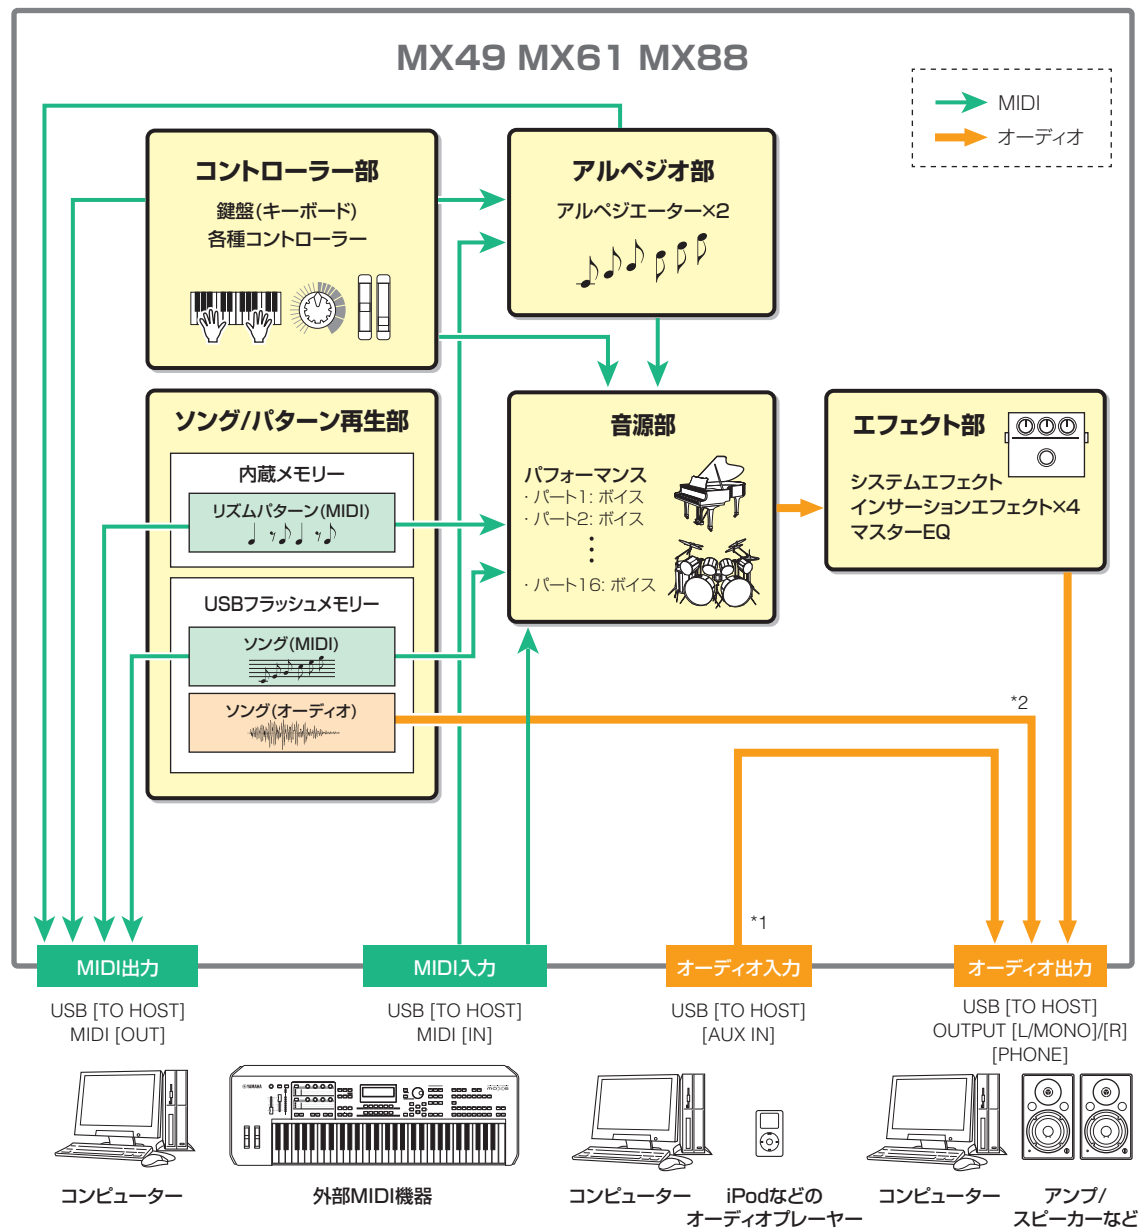 MX49 MX61 MX88
MIDI
オーディオ
コントローラー部
鍵盤(キーボード)
各種コントローラー
アルペジオ部
アルペジエーター×2
ソング/パターン再生部
内蔵メモリー
リズムパターン(MIDI)
USBフラッシュメモリー
ソング(MIDI)
ソング(オーディオ)
音源部
パフォーマンス
・パート1: ボイス
・パート2: ボイス
・パート16: ボイス
エフェクト部
システムエフェクト
インサーションエフェクト×4
マスターEQ
*2
*1
MIDI出力
USB [TO HOST]
MIDI [OUT]
MIDI入力
USB [TO HOST]
MIDI [IN]
オーディオ入力
USB [TO HOST]
[AUX IN]
オーディオ出力
USB [TO HOST]
OUTPUT [L/MONO]/[R]
[PHONE]
YAMAHA
コンピューター
外部MIDI機器
コンピューター
iPodなどの
オーディオプレーヤー
コンピューター
アンプ/
スピーカーなど